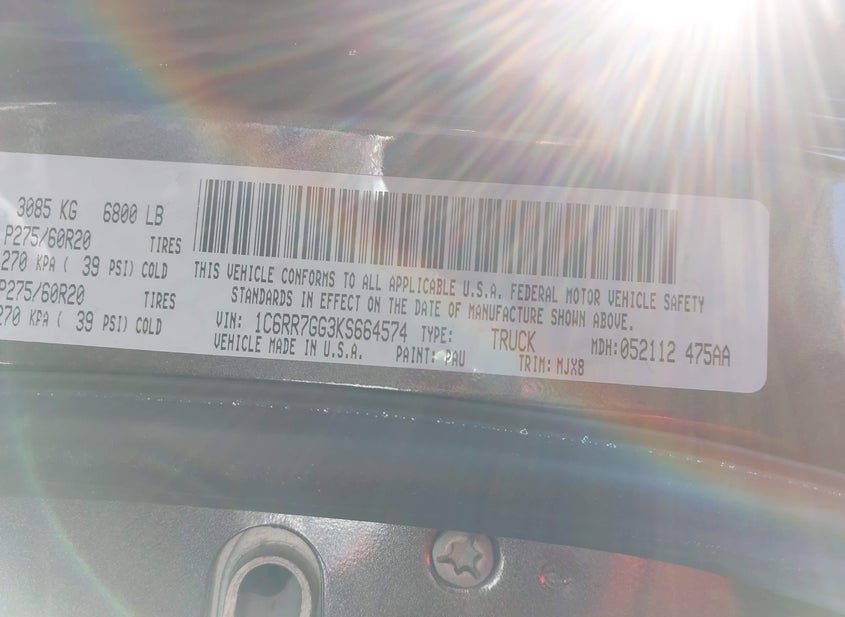 3085 KG 6800 LB
P275/60R20 TIRES
270 KPA ( 39 PSI) COLD
P275/60R20 TIRES
270 KPA ( 39 PSI) COLD
THIS VEHICLE CONFORMS TO ALL APPLICABLE U.S.A. FEDERAL MOTOR VEHICLE SAFETY
STANDARDS IN EFFECT ON THE DATE OF MANUFACTURE SHOWN ABOVE.
VIN: 1C6RR7GG3KS664574 TYPE: TRUCK MDH:052112 475AA
VEHICLE MADE IN U.S.A. PAINT: PAU TRIM: MJX8